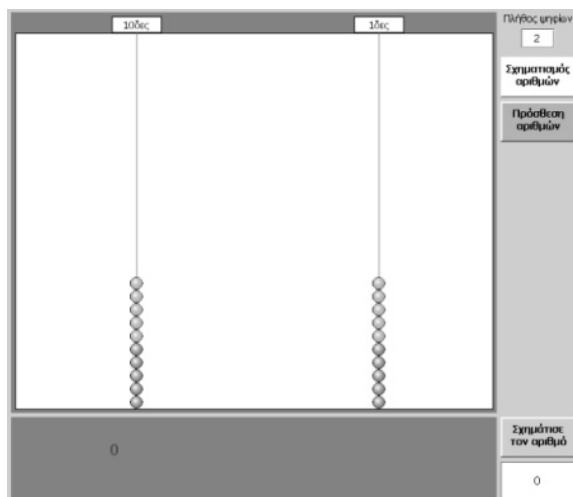 10δες
1δες
Πλήθος ψηφίων
2
Σχηματισμός
αριθμών
Πρόσθεση
αριθμών
0
Σχημάτισε
τον αριθμό
0